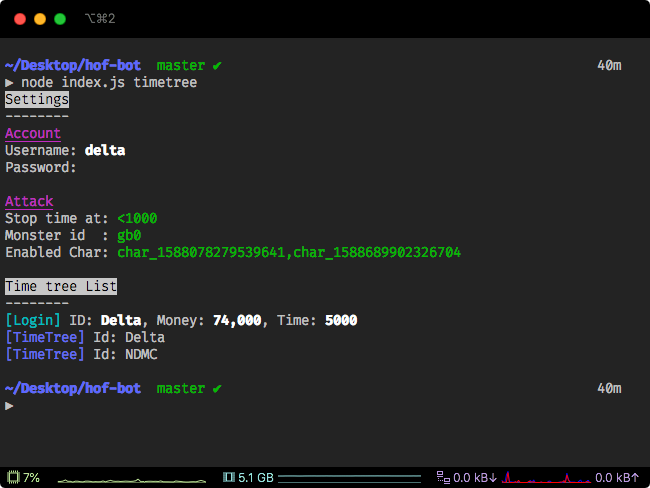 ⌥⌘2
~/Desktop/hof-bot master ✔ 40m
▶ node index.js timetree
Settings
--------
Account
Username: delta
Password:
Attack
Stop time at: <1000
Monster id  : gb0
Enabled Char: char_1588078279539641,char_1588689902326704
Time tree List
--------
[Login] ID: Delta, Money: 74,000, Time: 5000
[TimeTree] Id: Delta
[TimeTree] Id: NDMC
~/Desktop/hof-bot master ✔ 40m
▶
7% 5.1 GB 0.0 kB↓ 0.0 kB↑